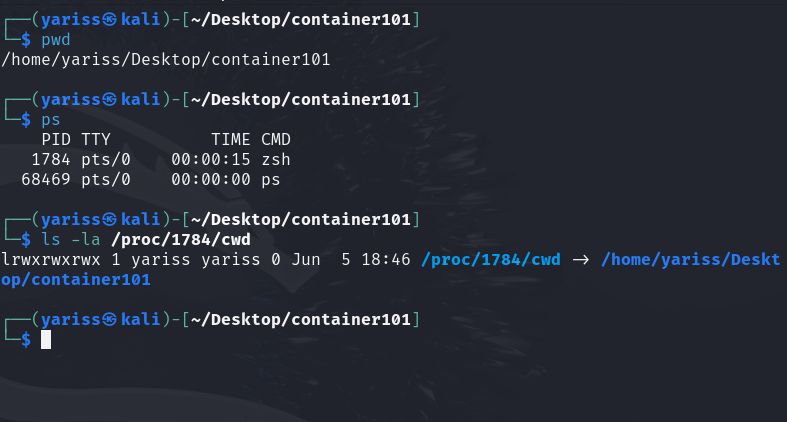 ┌──(yariss㉿kali)-[~/Desktop/container101]
└─$ pwd
/home/yariss/Desktop/container101
┌──(yariss㉿kali)-[~/Desktop/container101]
└─$ ps
    PID TTY          TIME CMD
   1784 pts/0    00:00:15 zsh
  68469 pts/0    00:00:00 ps
┌──(yariss㉿kali)-[~/Desktop/container101]
└─$ ls -la /proc/1784/cwd
lrwxrwxrwx 1 yariss yariss 0 Jun  5 18:46 /proc/1784/cwd -> /home/yariss/Deskt
op/container101
┌──(yariss㉿kali)-[~/Desktop/container101]
└─$